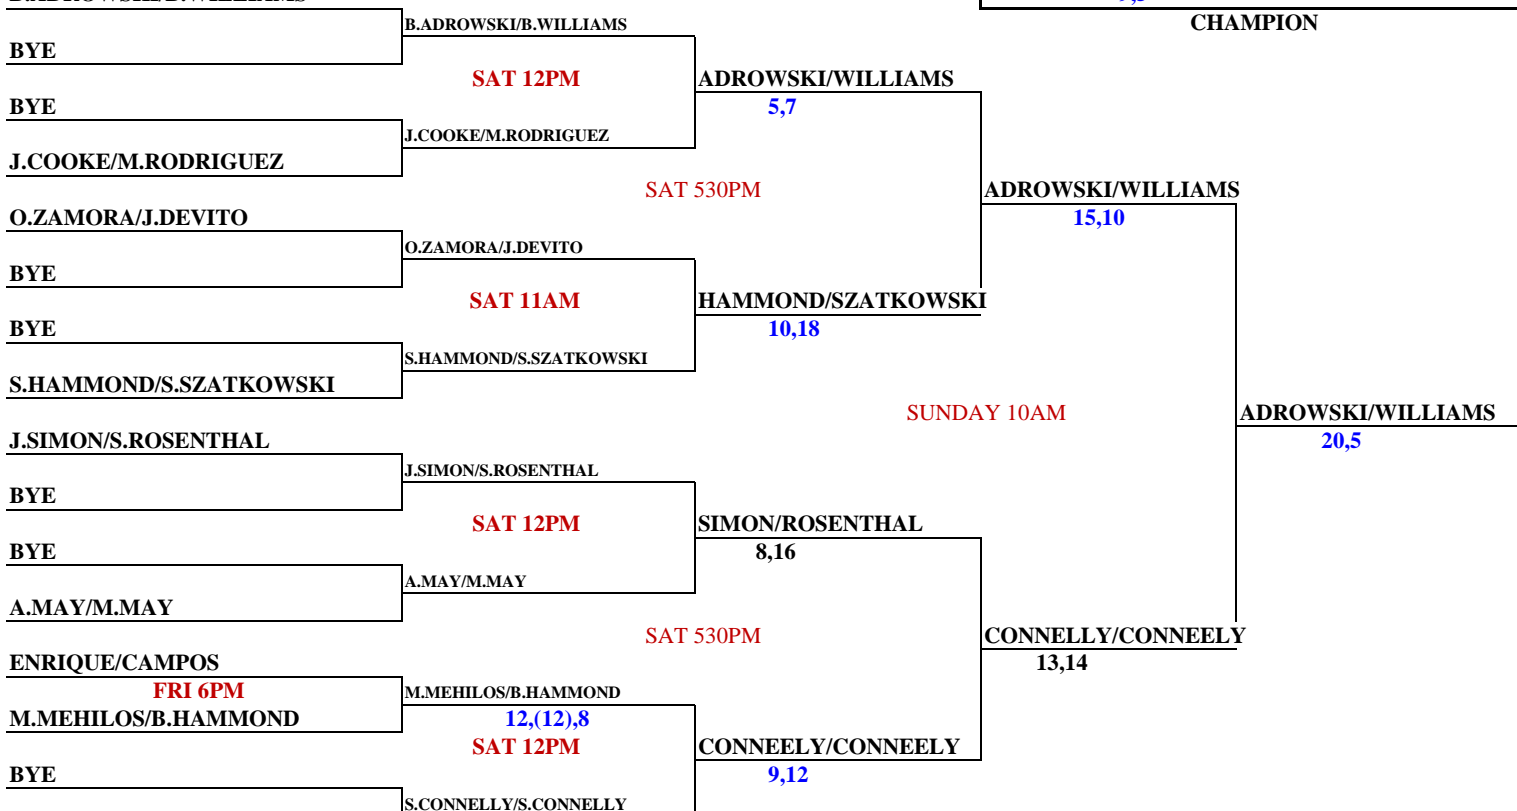 CHAMPION
B.ADROWSKI/B.WILLIAMS
BYE
SAT 12PM
ADROWSKI/WILLIAMS
5,7
BYE
J.COOKE/M.RODRIGUEZ
J.COOKE/M.RODRIGUEZ
SAT 530PM
ADROWSKI/WILLIAMS
15,10
O.ZAMORA/J.DEVITO
O.ZAMORA/J.DEVITO
BYE
SAT 11AM
HAMMOND/SZATKOWSKI
10,18
BYE
S.HAMMOND/S.SZATKOWSKI
S.HAMMOND/S.SZATKOWSKI
SUNDAY 10AM
ADROWSKI/WILLIAMS
20,5
J.SIMON/S.ROSENTHAL
J.SIMON/S.ROSENTHAL
BYE
SAT 12PM
SIMON/ROSENTHAL
8,16
BYE
A.MAY/M.MAY
A.MAY/M.MAY
SAT 530PM
CONNELLY/CONNEELY
13,14
ENRIQUE/CAMPOS
FRI 6PM
M.MEHILOS/B.HAMMOND
M.MEHILOS/B.HAMMOND
12,(12),8
SAT 12PM
CONNEELY/CONNEELY
9,12
BYE
S.CONNELLY/S.CONNELLY